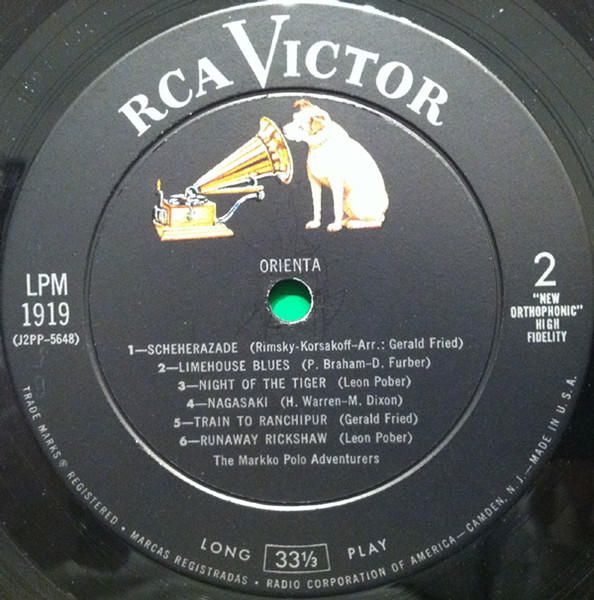 RCA VICTOR
ORIENTA
LPM
1919
(J2PP-5648)
2
"NEW
ORTHOPHONIC"
HIGH
FIDELITY
1—SCHEHERAZADE (Rimsky-Korsakoff-Arr.: Gerald Fried)
2—LIMEHOUSE BLUES (P. Braham-D. Furber)
3—NIGHT OF THE TIGER (Leon Pober)
4—NAGASAKI (H. Warren-M. Dixon)
5—TRAIN TO RANCHIPUR (Gerald Fried)
6—RUNAWAY RICKSHAW (Leon Pober)
The Markko Polo Adventurers
LONG 33⅓ PLAY
TRADE MARKS ® REGISTERED • MARCAS REGISTRADAS • RADIO CORPORATION OF AMERICA—CAMDEN, N.J.—MADE IN U.S.A.